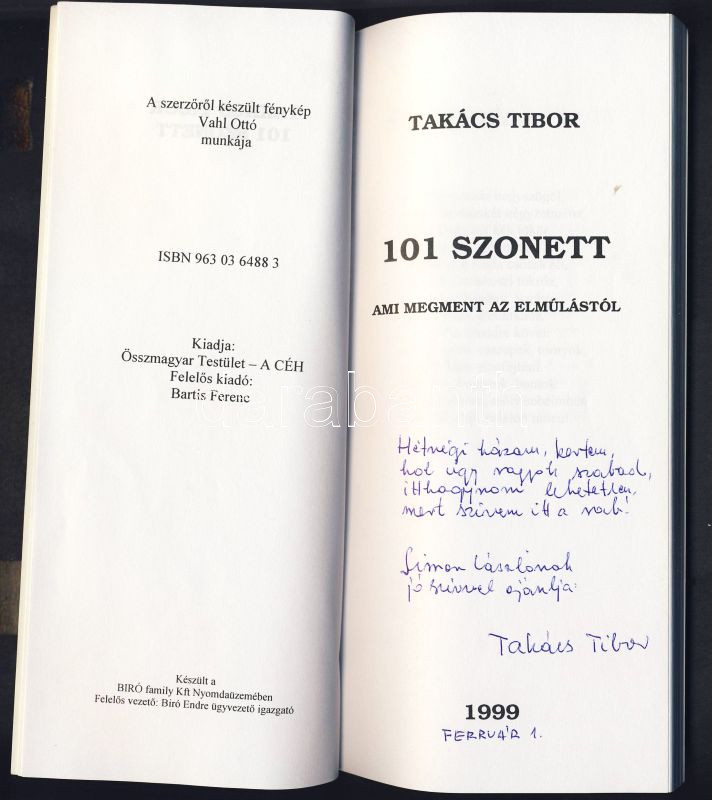 A szerzőről készült fénykép
Vahl Ottó
munkája
ISBN 963 03 6488 3
Kiadja:
Összmagyar Testület – A CÉH
Felelős kiadó:
Bartis Ferenc
Készült a
BIRÓ family Kft Nyomdaüzemében
Felelős vezető: Biró Endre ügyvezető igazgató
TAKÁCS TIBOR
101 SZONETT
AMI MEGMENT AZ ELMÚLÁSTÓL
Hétvégi házam, kertem,
hol úgy vagyok szabad,
itthagynom lehetetlen,
mert szívem itt a rab!
Simon Lászlónak
jó szívvel ajánlja:
Takács Tibor
1999
FEBRUÁR 1.